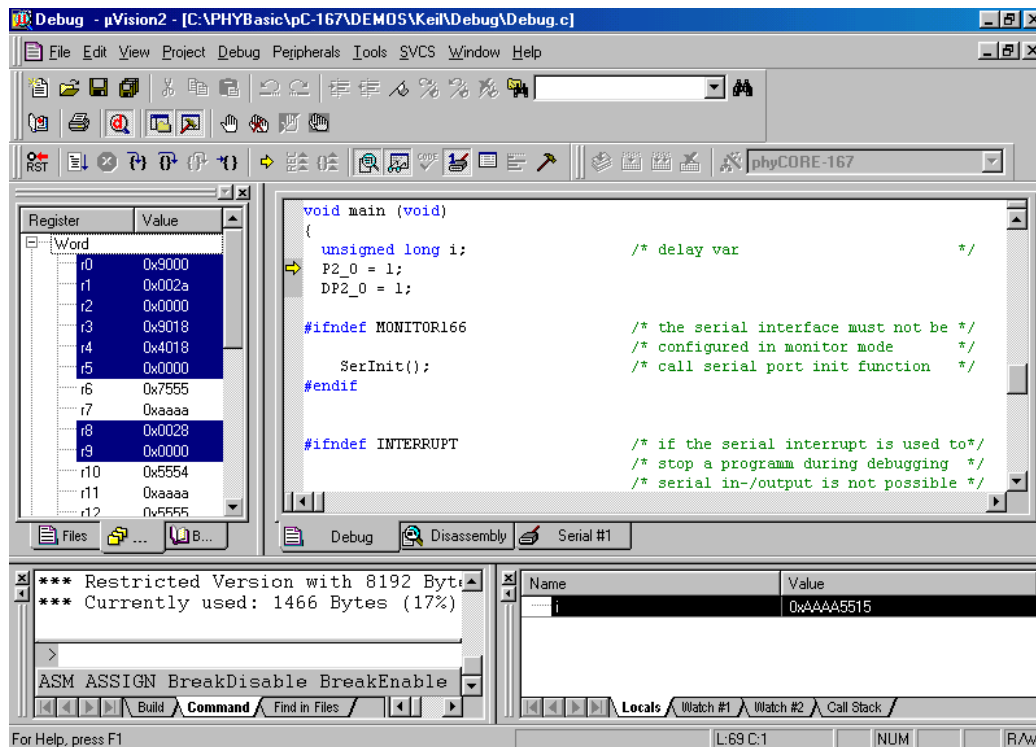 Debug - µVision2 - [C:\PHYBasic\pC-167\DEMOS\Keil\Debug\Debug.c]
File Edit View Project Debug Peripherals Tools SVCS Window Help
RST CODE phyCORE-167
Register Value
Word
r0 0x9000
r1 0x002a
r2 0x0000
r3 0x9018
r4 0x4018
r5 0x0000
r6 0x7555
r7 0xaaaa
r8 0x0028
r9 0x0000
r10 0x5554
r11 0xaaaa
r12 0x5555
Files ... B...
void main (void)
{
unsigned long i; /* delay var */
P2_0 = 1;
DP2_0 = 1;
#ifndef MONITOR166 /* the serial interface must not be */
/* configured in monitor mode */
SerInit(); /* call serial port init function */
#endif
#ifndef INTERRUPT /* if the serial interrupt is used to*/
/* stop a programm during debugging */
/* serial in-/output is not possible */
Debug Disassembly Serial #1
*** Restricted Version with 8192 Byt
*** Currently used: 1466 Bytes (17%)
>
ASM ASSIGN BreakDisable BreakEnable
Build Command Find in Files
Name Value
i 0xAAAA5515
Locals Watch #1 Watch #2 Call Stack
For Help, press F1 L:69 C:1 NUM R/W